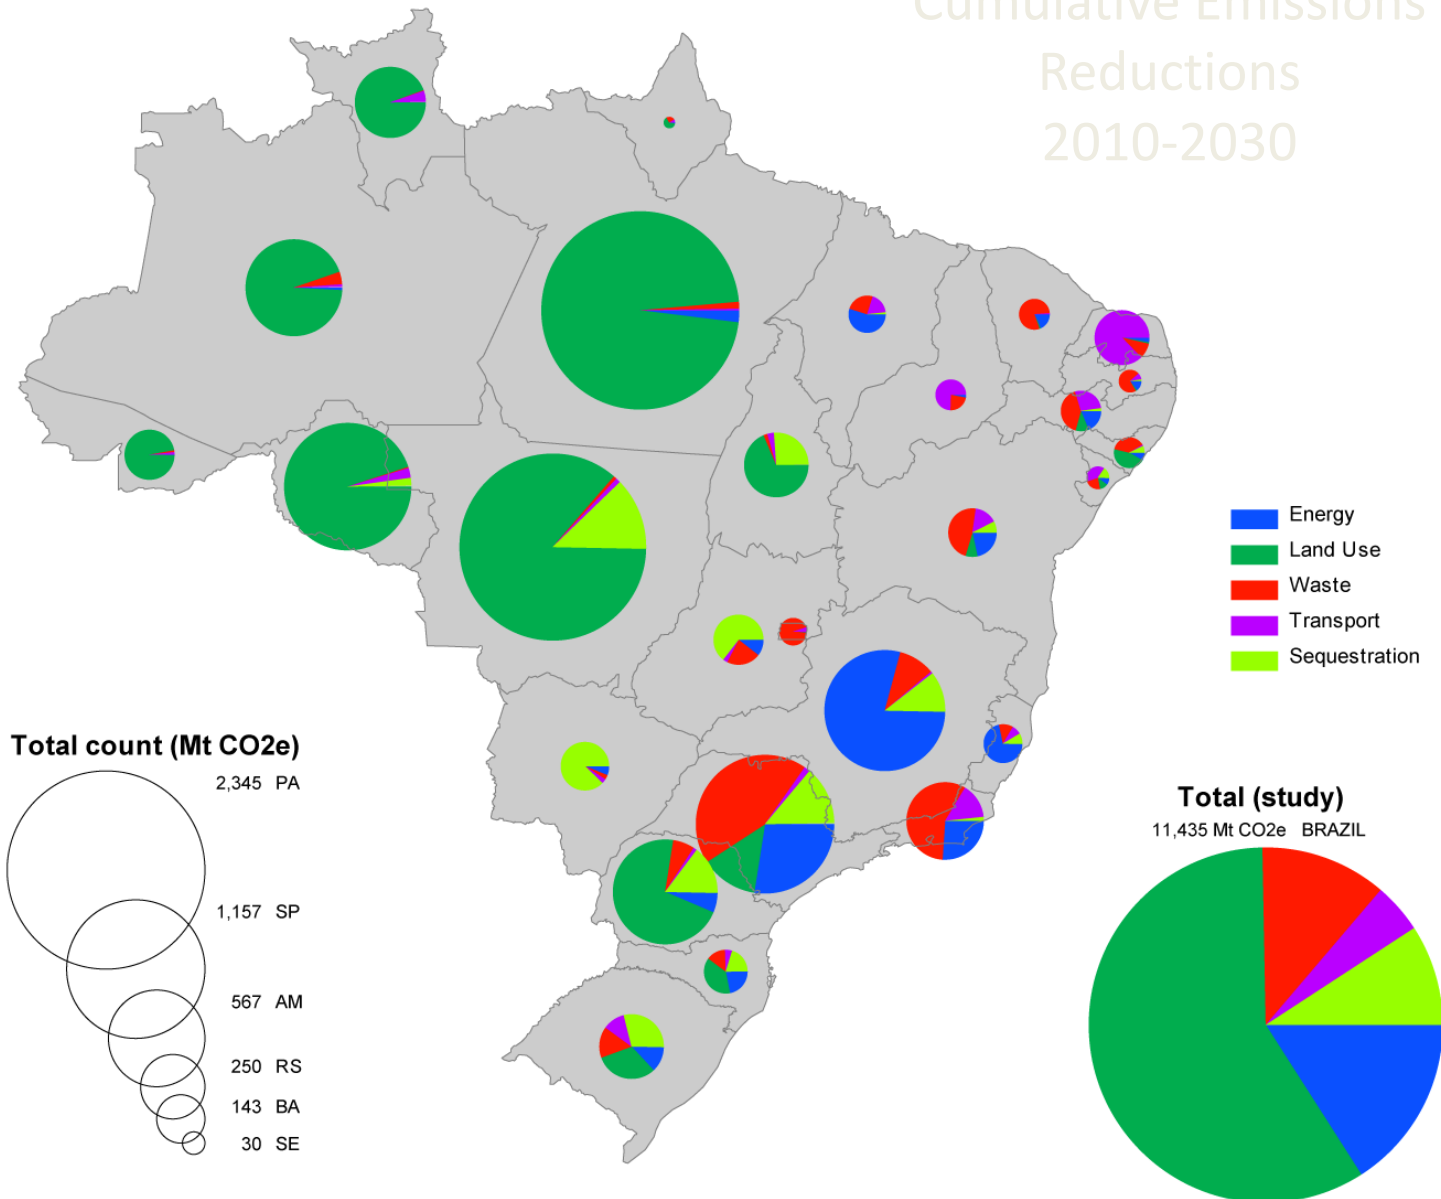 Cumulative Emissions
Reductions
2010-2030
Energy
Land Use
Waste
Transport
Sequestration
Total count (Mt CO2e)
2,345 PA
1,157 SP
567 AM
250 RS
143 BA
30 SE
Total (study)
11,435 Mt CO2e BRAZIL